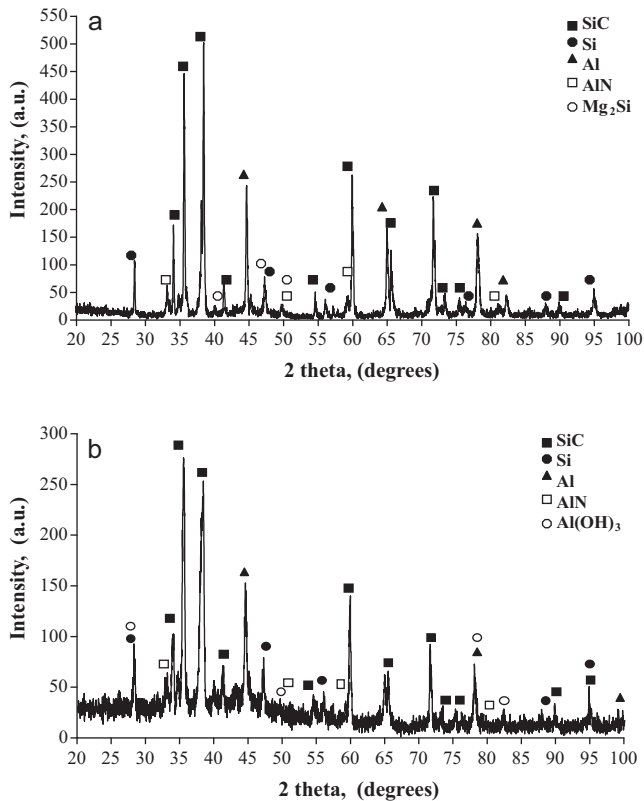 a
550
500
450
400
350
300
250
200
150
100
50
0
Intensity, (a.u.)
SiC
Si
Al
AlN
Mg2Si
20 25 30 35 40 45 50 55 60 65 70 75 80 85 90 95 100
2 theta, (degrees)
b
300
250
200
150
100
50
0
Intensity, (a.u.)
SiC
Si
Al
AlN
Al(OH)3
20 25 30 35 40 45 50 55 60 65 70 75 80 85 90 95 100
2 theta, (degrees)